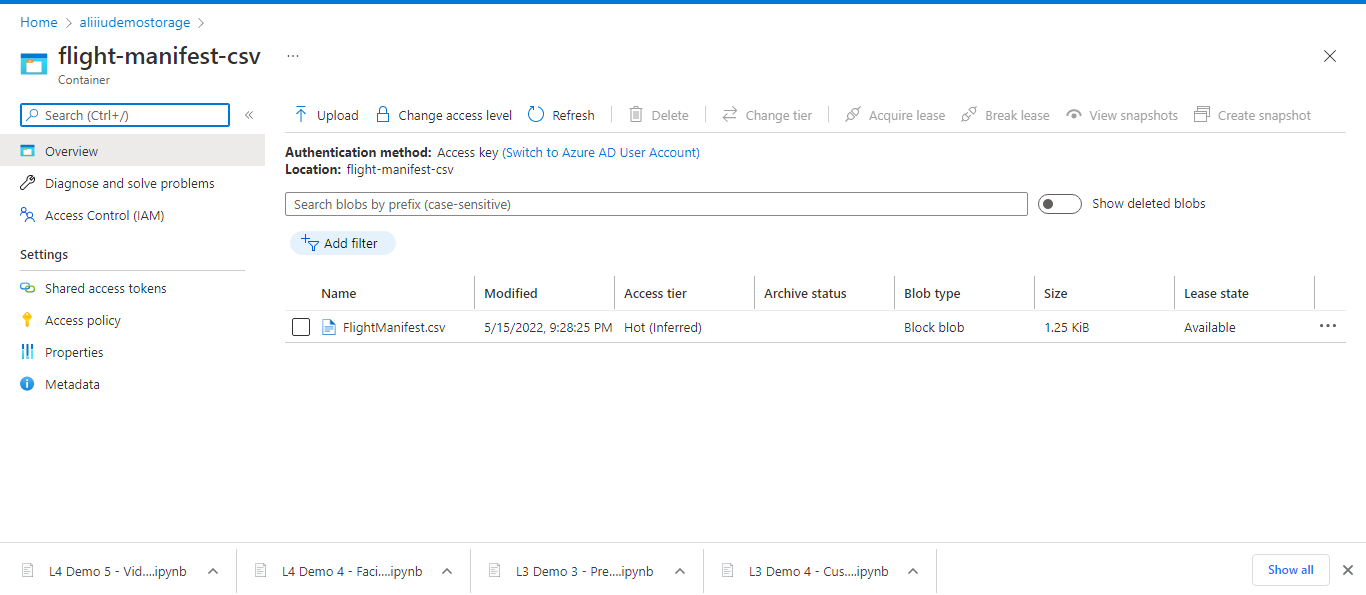 Home > aliiiudemostorage >
flight-manifest-csv ...
Container
Search (Ctrl+/) «
Overview
Diagnose and solve problems
Access Control (IAM)
Settings
Shared access tokens
Access policy
Properties
Metadata
Upload Change access level Refresh Delete Change tier Acquire lease Break lease View snapshots Create snapshot
Authentication method: Access key (Switch to Azure AD User Account)
Location: flight-manifest-csv
Search blobs by prefix (case-sensitive) Show deleted blobs
Add filter
Name Modified Access tier Archive status Blob type Size Lease state
FlightManifest.csv 5/15/2022, 9:28:25 PM Hot (Inferred) Block blob 1.25 KiB Available ...
L4 Demo 5 - Vid....ipynb L4 Demo 4 - Faci....ipynb L3 Demo 3 - Pre....ipynb L3 Demo 4 - Cus....ipynb Show all